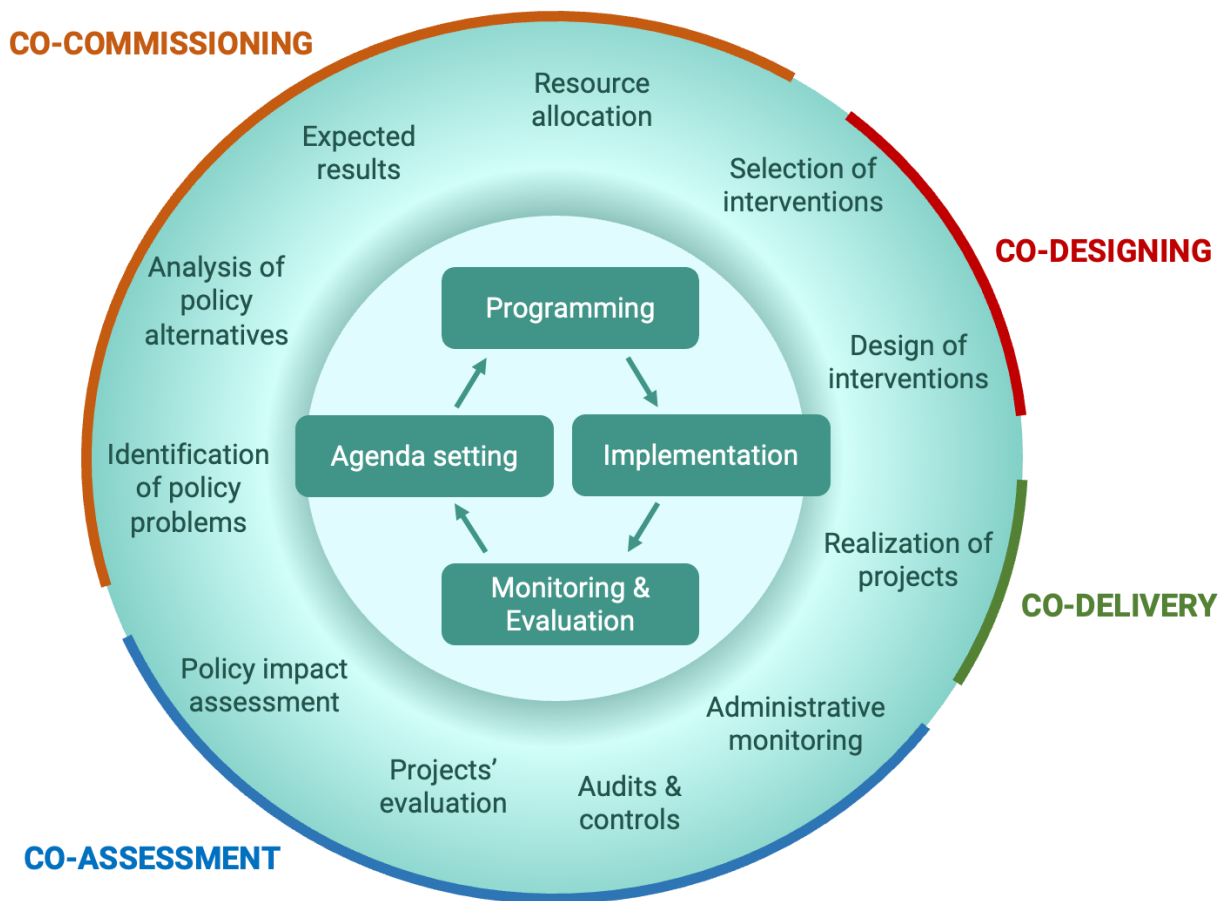 CO-COMMISSIONING
Resource
allocation
Expected
results
Selection of
interventions
CO-DESIGNING
Analysis of
policy
alternatives
Programming
Design of
interventions
Agenda setting
Implementation
Identification
of policy
problems
Realization of
projects
Monitoring &
Evaluation
CO-DELIVERY
Policy impact
assessment
Administrative
monitoring
Projects’
evaluation
Audits &
controls
CO-ASSESSMENT